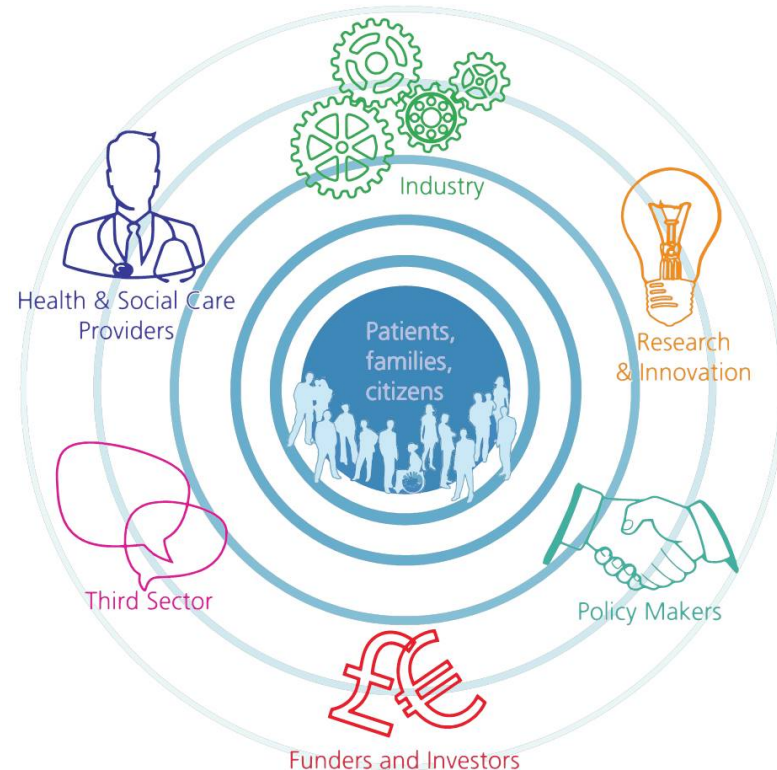 Industry
Health & Social Care
Providers
Patients,
families,
citizens
Research
& Innovation
Third Sector
Policy Makers
£€
Funders and Investors